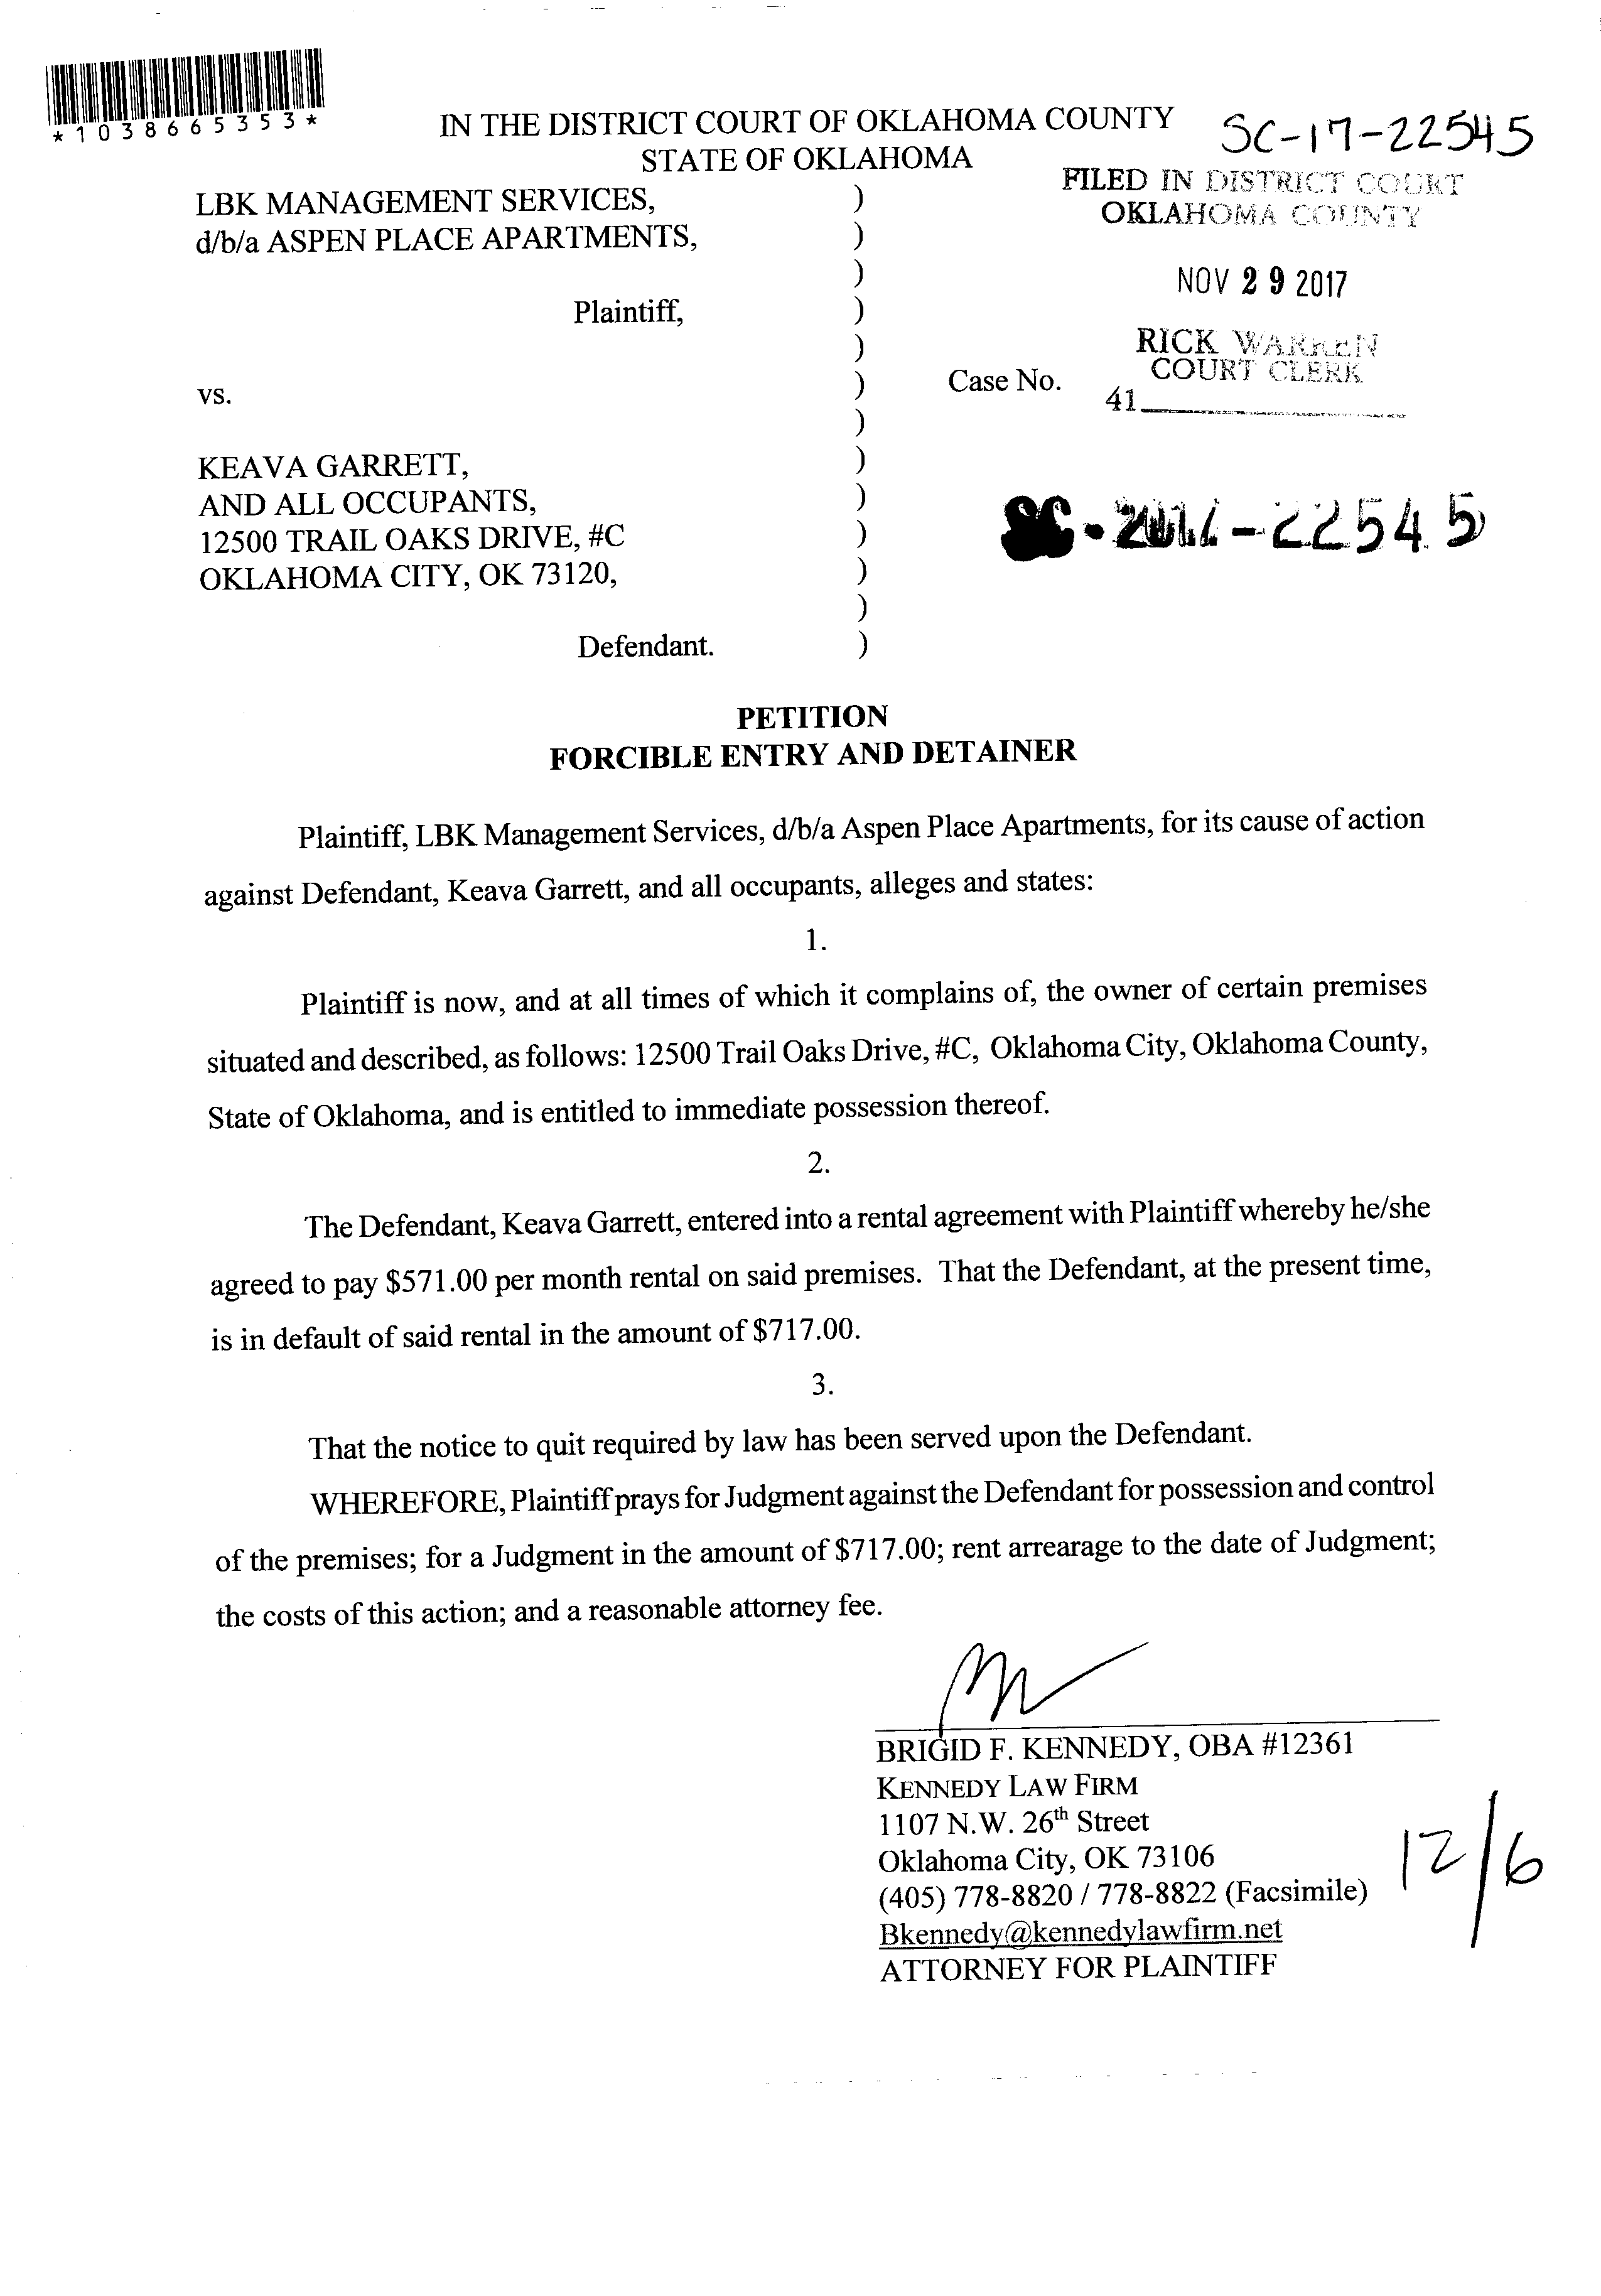 *1038665353*
IN THE DISTRICT COURT OF OKLAHOMA COUNTY
STATE OF OKLAHOMA
SC-17-22545
FILED IN DISTRICT COURT
OKLAHOMA COUNTY
NOV 29 2017
RICK WARREN
COURT CLERK
41
LBK MANAGEMENT SERVICES, )
d/b/a ASPEN PLACE APARTMENTS, )
)
Plaintiff, )
)
vs. ) Case No.
)
KEAVA GARRETT, )
AND ALL OCCUPANTS, )
12500 TRAIL OAKS DRIVE, #C )
OKLAHOMA CITY, OK 73120, )
)
Defendant. )
SC-2017-22545
PETITION
FORCIBLE ENTRY AND DETAINER
Plaintiff, LBK Management Services, d/b/a Aspen Place Apartments, for its cause of action
against Defendant, Keava Garrett, and all occupants, alleges and states:
1.
Plaintiff is now, and at all times of which it complains of, the owner of certain premises
situated and described, as follows: 12500 Trail Oaks Drive, #C, Oklahoma City, Oklahoma County,
State of Oklahoma, and is entitled to immediate possession thereof.
2.
The Defendant, Keava Garrett, entered into a rental agreement with Plaintiff whereby he/she
agreed to pay $571.00 per month rental on said premises. That the Defendant, at the present time,
is in default of said rental in the amount of $717.00.
3.
That the notice to quit required by law has been served upon the Defendant.
WHEREFORE, Plaintiff prays for Judgment against the Defendant for possession and control
of the premises; for a Judgment in the amount of $717.00; rent arrearage to the date of Judgment;
the costs of this action; and a reasonable attorney fee.
BRIGID F. KENNEDY, OBA #12361
KENNEDY LAW FIRM
1107 N.W. 26th Street
Oklahoma City, OK 73106
(405) 778-8820 / 778-8822 (Facsimile)
Bkennedy@kennedylawfirm.net
ATTORNEY FOR PLAINTIFF
12/6